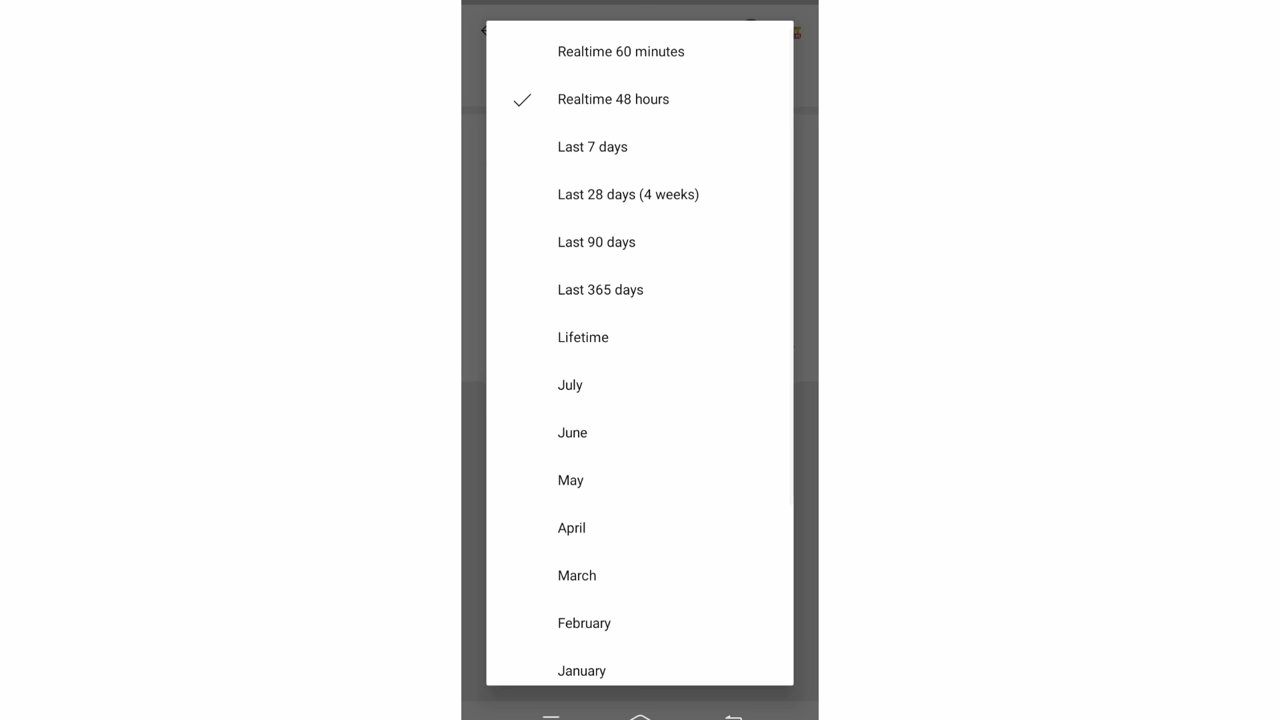 Realtime 60 minutes
Realtime 48 hours
Last 7 days
Last 28 days (4 weeks)
Last 90 days
Last 365 days
Lifetime
July
June
May
April
March
February
January